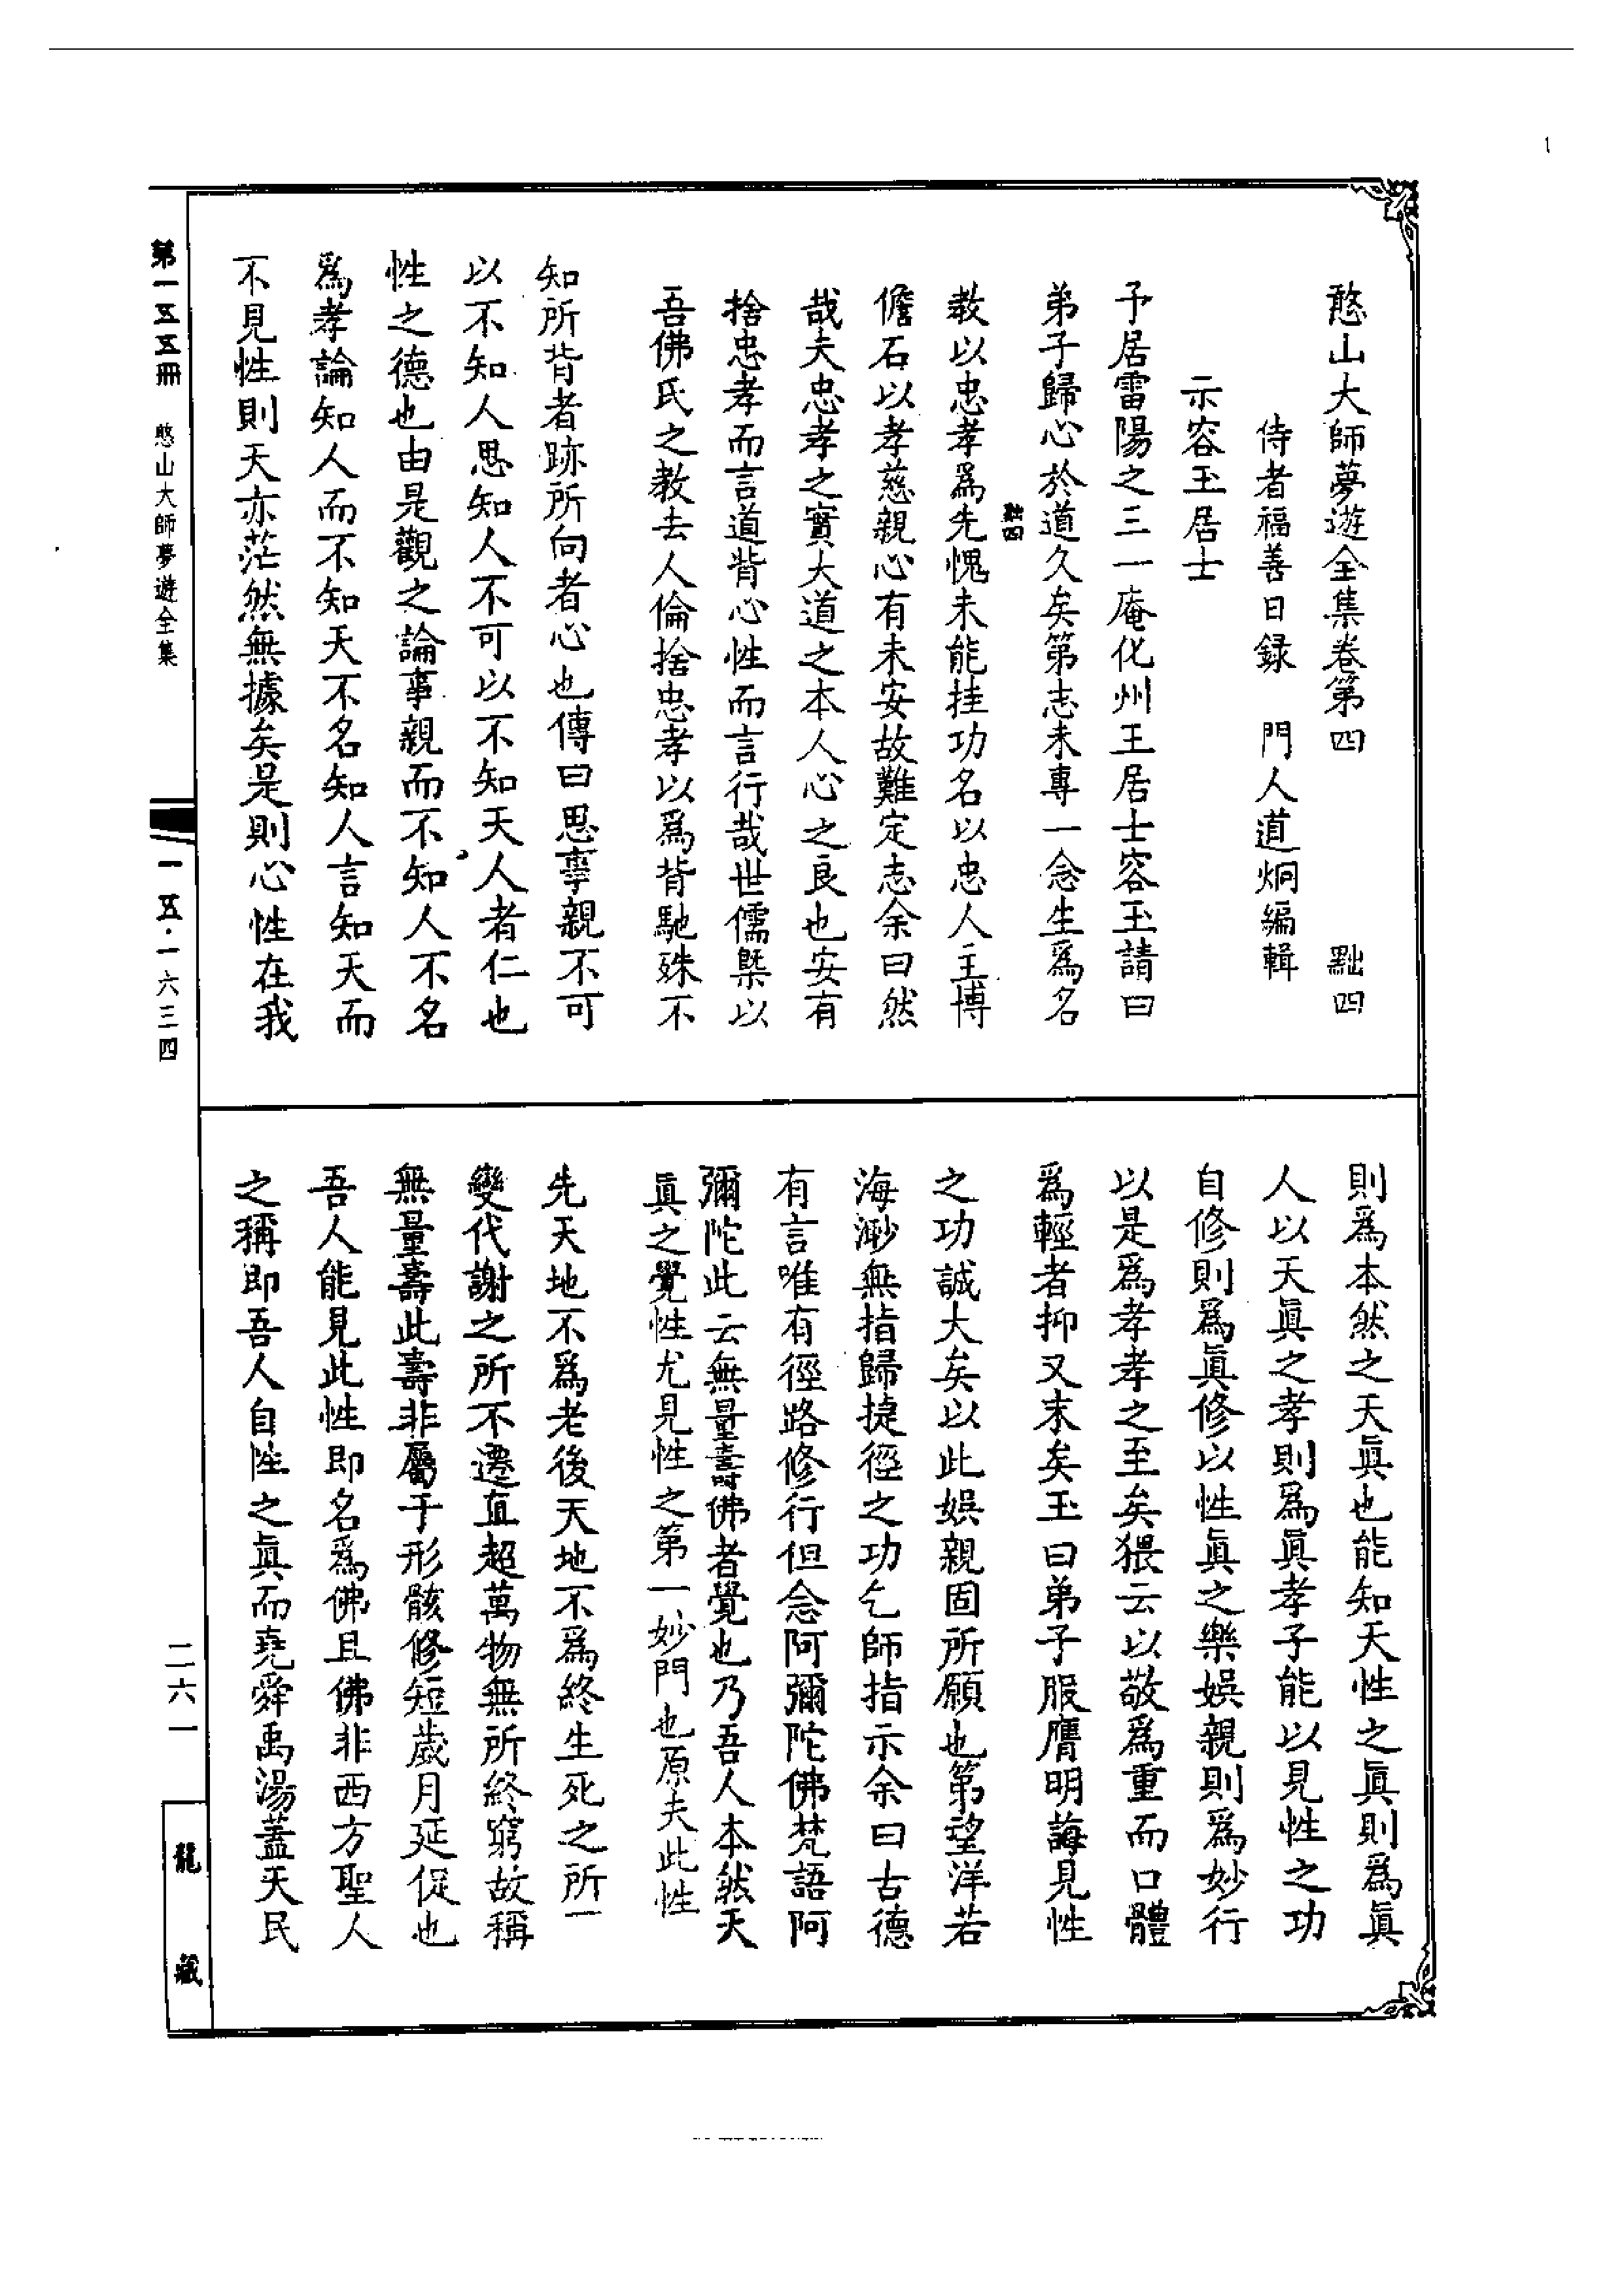 1
憨山大師夢遊全集卷第四　點四
侍者福善日録　門人道炯編輯
示容玉居士
予居雷陽之三一庵化州王居士容玉請曰
弟子歸心於道久矣第志未專一念生爲名
點四
教以忠孝爲先愧未能挂功名以忠人主博
儋石以孝慈親心有未安故難定志余曰然
哉夫忠孝之實大道之本人心之良也安有
捨忠孝而言道背心性而言行哉世儒槩以
吾佛氏之教去人倫捨忠孝以爲背馳殊不
知所背者跡所向者心也傳曰思事親不可
以不知人思知人不可以不知天人者仁也
性之德也由是觀之論事親而不知人不名
爲孝論知人而不知天不名知人言知天而
不見性則天亦茫然無據矣是則心性在我
則爲本然之天眞也能知天性之眞則爲眞
人以天眞之孝則爲眞孝子能以見性之功
自修則爲眞修以性眞之樂娛親則爲妙行
以是爲孝孝之至矣猥云以敬爲重而口體
爲輕者抑又末矣玉曰弟子服膺明誨見性
之功誠大矣以此娛親固所願也第望洋若
海渺無指歸捷徑之功乞師指示余曰古德
有言唯有徑路修行但念阿彌陀佛梵語阿
彌陀此云無量壽佛者覺也乃吾人本然天
眞之覺性尤見性之第一妙門也原夫此性
先天地不爲老後天地不爲終生死之所一
變代謝之所不遷直超萬物無所終窮故稱
無量壽此壽非屬于形骸修短歲月延促也
吾人能見此性即名爲佛且佛非西方聖人
之稱即吾人自性之眞而堯舜禹湯蓋天民
第一五五冊　憨山大師夢遊全集
一五·一六三四
二六一
龍藏